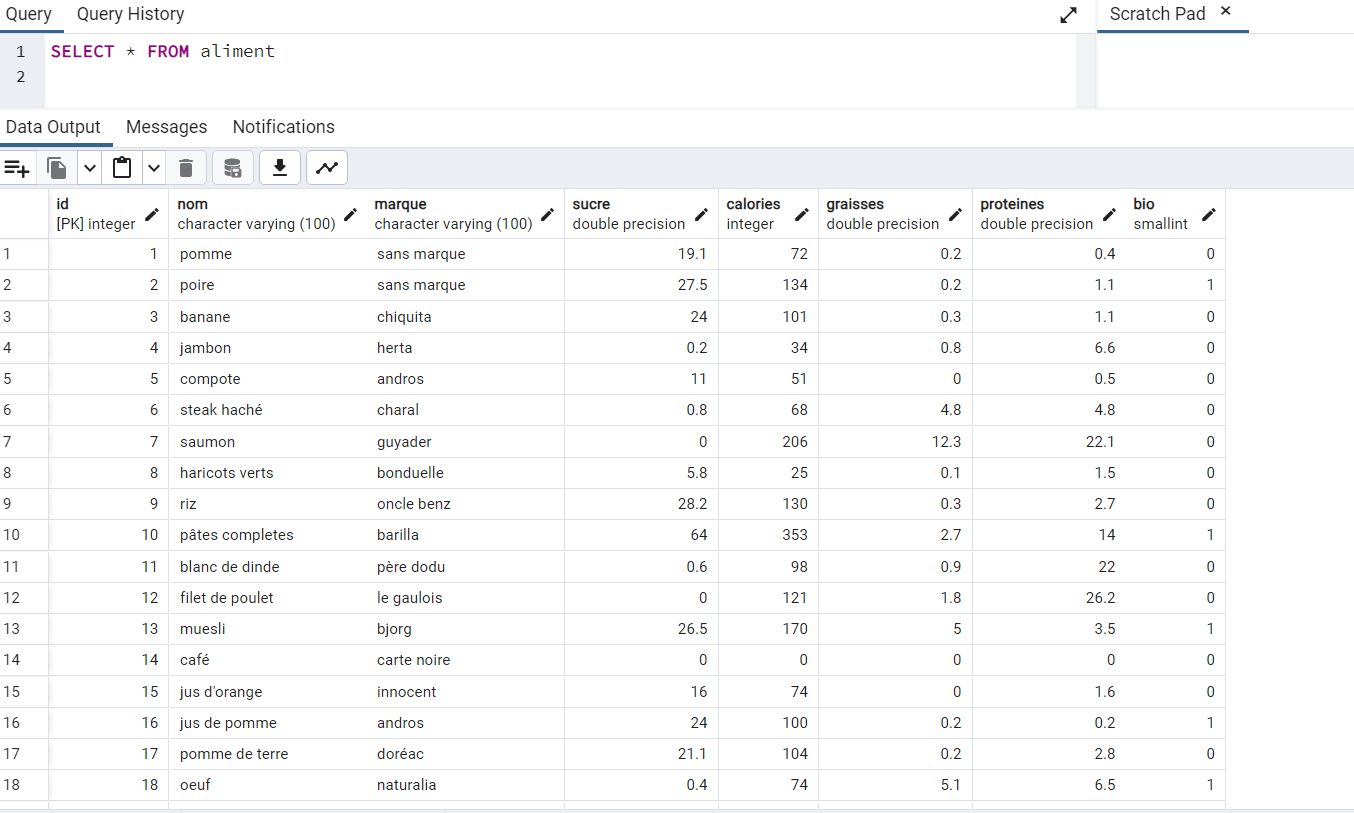 Query Query History Scratch Pad ×
1 SELECT * FROM aliment
2
Data Output Messages Notifications
id nom marque sucre calories graisses proteines bio
[PK] integer character varying (100) character varying (100) double precision integer double precision double precision smallint
1 1 pomme sans marque 19.1 72 0.2 0.4 0
2 2 poire sans marque 27.5 134 0.2 1.1 1
3 3 banane chiquita 24 101 0.3 1.1 0
4 4 jambon herta 0.2 34 0.8 6.6 0
5 5 compote andros 11 51 0 0.5 0
6 6 steak haché charal 0.8 68 4.8 4.8 0
7 7 saumon guyader 0 206 12.3 22.1 0
8 8 haricots verts bonduelle 5.8 25 0.1 1.5 0
9 9 riz oncle benz 28.2 130 0.3 2.7 0
10 10 pâtes completes barilla 64 353 2.7 14 1
11 11 blanc de dinde père dodu 0.6 98 0.9 22 0
12 12 filet de poulet le gaulois 0 121 1.8 26.2 0
13 13 muesli bjorg 26.5 170 5 3.5 1
14 14 café carte noire 0 0 0 0 0
15 15 jus d'orange innocent 16 74 0 1.6 0
16 16 jus de pomme andros 24 100 0.2 0.2 1
17 17 pomme de terre doréac 21.1 104 0.2 2.8 0
18 18 oeuf naturalia 0.4 74 5.1 6.5 1